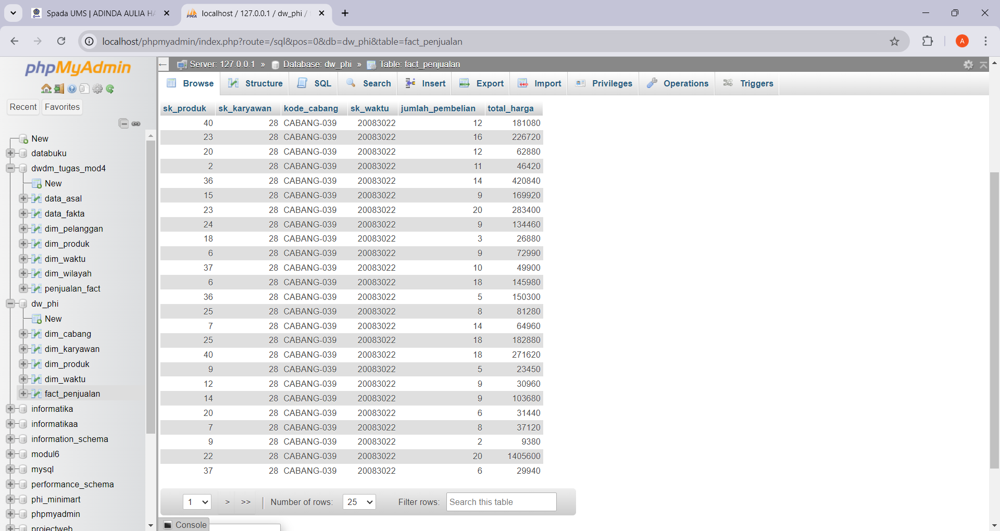 Spada UMS | ADINDA AULIA HA
localhost / 127.0.0.1 / dw_phi /
localhost/phpmyadmin/index.php?route=/sql&pos=0&db=dw_phi&table=fact_penjualan
A
phpMyAdmin
Recent Favorites
New
databuku
dwdm_tugas_mod4
New
data_asal
data_fakta
dim_pelanggan
dim_produk
dim_waktu
dim_wilayah
penjualan_fact
dw_phi
New
dim_cabang
dim_karyawan
dim_produk
dim_waktu
fact_penjualan
informatika
informatikaa
information_schema
modul6
mysql
performance_schema
phi_minimart
phpmyadmin
projectweb
Server: 127.0.0.1 » Database: dw_phi » Table: fact_penjualan
Browse Structure SQL Search Insert Export Import Privileges Operations Triggers
sk_produk sk_karyawan kode_cabang sk_waktu jumlah_pembelian total_harga
40 28 CABANG-039 20083022 12 181080
23 28 CABANG-039 20083022 16 226720
20 28 CABANG-039 20083022 12 62880
2 28 CABANG-039 20083022 11 46420
36 28 CABANG-039 20083022 14 420840
15 28 CABANG-039 20083022 9 169920
23 28 CABANG-039 20083022 20 283400
24 28 CABANG-039 20083022 9 134460
18 28 CABANG-039 20083022 3 26880
6 28 CABANG-039 20083022 9 72990
37 28 CABANG-039 20083022 10 49900
6 28 CABANG-039 20083022 18 145980
36 28 CABANG-039 20083022 5 150300
25 28 CABANG-039 20083022 8 81280
7 28 CABANG-039 20083022 14 64960
25 28 CABANG-039 20083022 18 182880
40 28 CABANG-039 20083022 18 271620
9 28 CABANG-039 20083022 5 23450
12 28 CABANG-039 20083022 9 30960
14 28 CABANG-039 20083022 9 103680
20 28 CABANG-039 20083022 6 31440
7 28 CABANG-039 20083022 8 37120
9 28 CABANG-039 20083022 2 9380
22 28 CABANG-039 20083022 20 1405600
37 28 CABANG-039 20083022 6 29940
1 > >> | Number of rows: 25 Filter rows: Search this table
Console